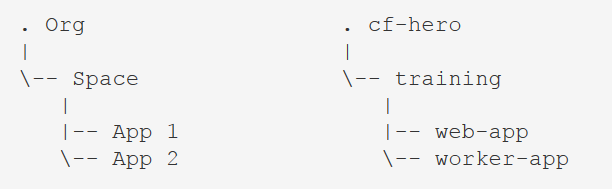 . Org
|
\-- Space
    |
    |-- App 1
    \-- App 2
. cf-hero
|
\-- training
    |
    |-- web-app
    \-- worker-app